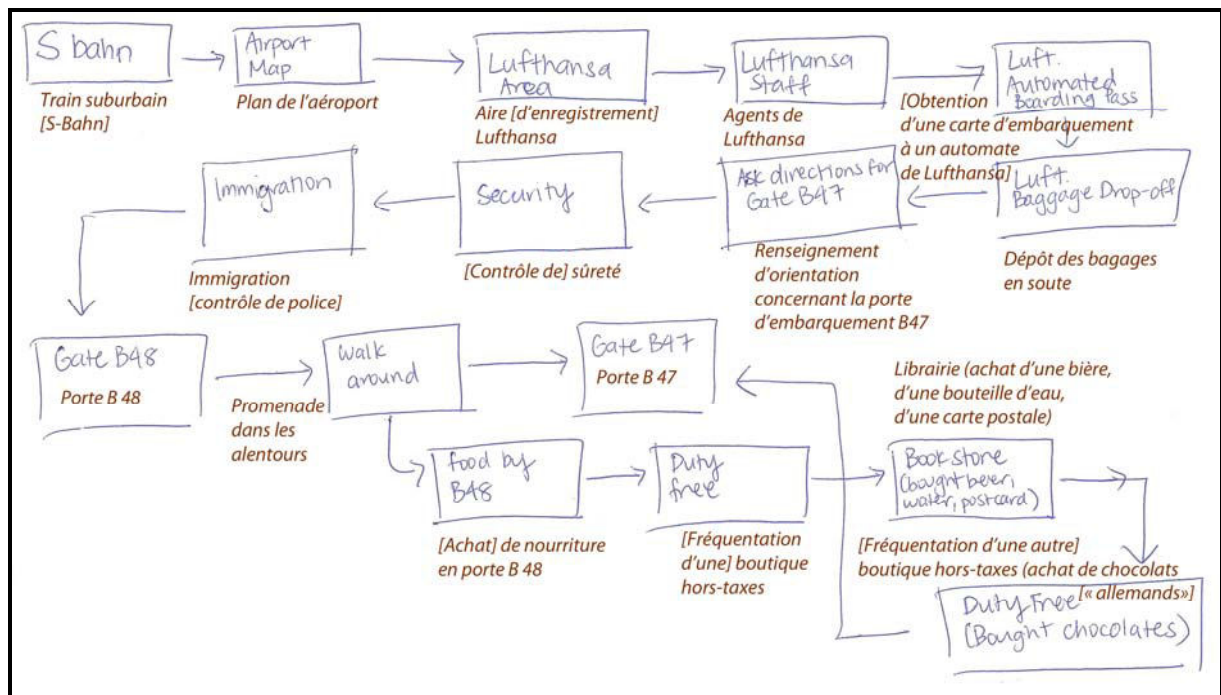 S bahn
Train suburbain
[S-Bahn]
Airport
Map
Plan de l'aéroport
Lufthansa
Area
Aire [d'enregistrement]
Lufthansa
Lufthansa
Staff
Agents de
Lufthansa
Luft.
Automated
Boarding Pass
[Obtention
d'une carte d'embarquement
à un automate
de Lufthansa]
Luft.
Baggage Drop-off
Dépôt des bagages
en soute
Ask directions for
Gate B47
Renseignement
d'orientation
concernant la porte
d'embarquement B47
Security
[Contrôle de] sûreté
Immigration
Immigration
[contrôle de police]
Gate B48
Porte B 48
walk
around
Promenade
dans les
alentours
Gate B47
Porte B 47
food by
B48
[Achat] de nourriture
en porte B 48
Duty
free
[Fréquentation
d'une] boutique
hors-taxes
Librairie (achat d'une bière,
d'une bouteille d'eau,
d'une carte postale)
Book store
(bought beer,
water, postcard)
[Fréquentation d'une autre]
boutique hors-taxes (achat de chocolats
[« allemands»]
Duty Free
(Bought chocolates)